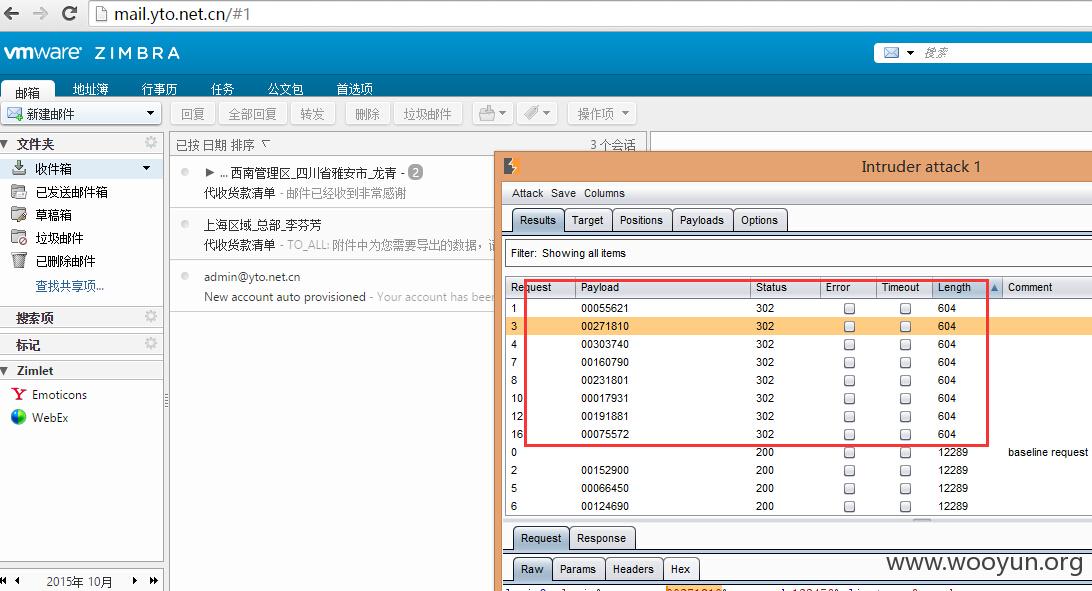 mail.yto.net.cn/#1
vmware ZIMBRA
搜索
邮箱 地址簿 行事历 任务 公文包 首选项
新建邮件 回复 全部回复 转发 删除 垃圾邮件 操作项
文件夹
收件箱
已发送邮件箱
草稿箱
垃圾邮件
已删除邮件
查找共享项...
搜索项
标记
Zimlet
Emoticons
WebEx
2015年 10月
已按 日期 排序 3 个会话
... 西南管理区_四川省雅安市_龙青 - 2
代收货款清单 - 邮件已经收到非常感谢
上海区域_总部_李芬芳
代收货款清单 - TO_ALL: 附件中为您需要导出的数据，
admin@yto.net.cn
New account auto provisioned - Your account has been
Intruder attack 1
Attack Save Columns
Results Target Positions Payloads Options
Filter: Showing all items
Request Payload Status Error Timeout Length Comment
1 00055621 302 604
3 00271810 302 604
4 00303740 302 604
7 00160790 302 604
8 00231801 302 604
10 00017931 302 604
12 00191881 302 604
16 00075572 302 604
0 200 12289 baseline request
2 00152900 200 12289
5 00066450 200 12289
6 00124690 200 12289
Request Response
Raw Params Headers Hex
www.wooyun.org